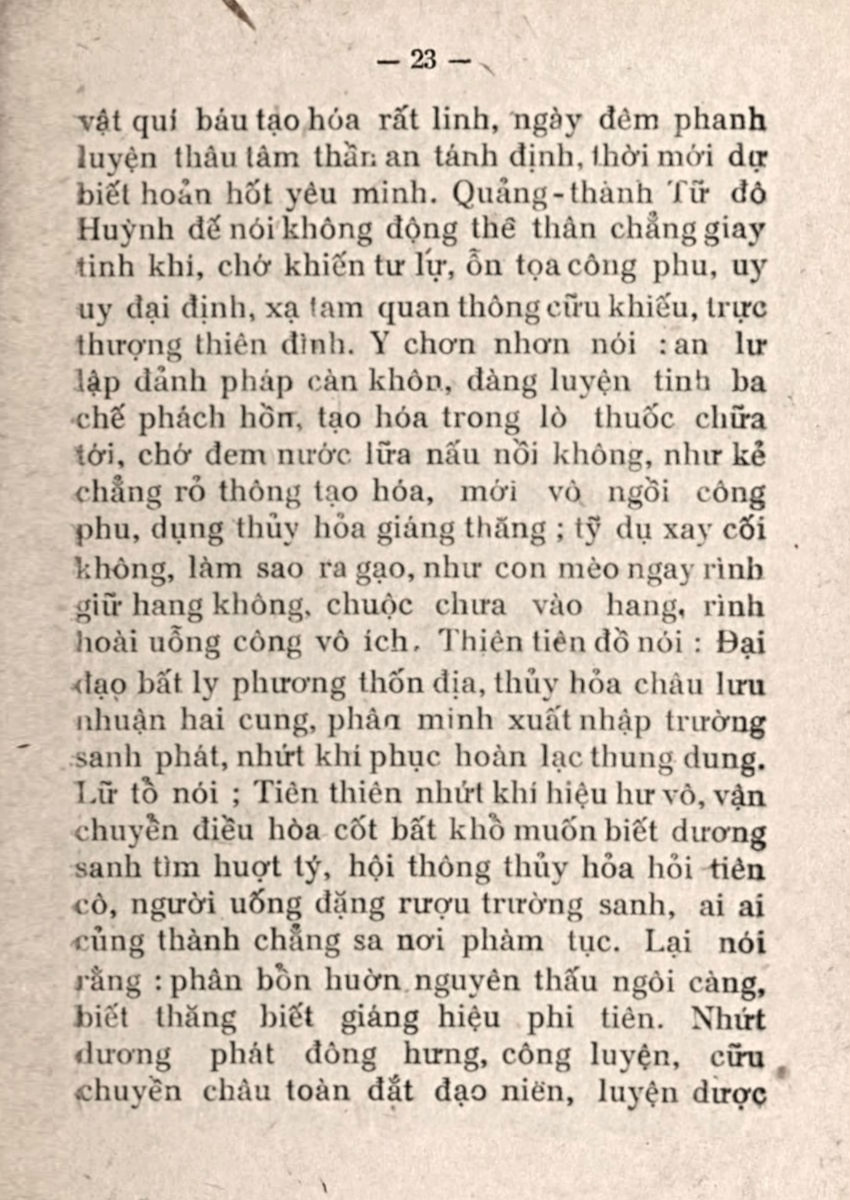 — 23 —
vật quí báu tạo hóa rất linh, ngày đêm phanh
luyện thâu tâm thần an tánh định, thời mới dự
biết hoản hốt yêu minh. Quảng-thành Tữ đô
Huỳnh đế nói không động thể thân chẳng giay
tinh khí, chớ khiến tư lự, ổn tọa công phu, uy
uy đại định, xạ tam quan thông cữu khiếu, trực
thượng thiên đình. Y chơn nhơn nói : an lư
lập đảnh pháp càn khôn, đàng luyện tinh ba
chế phách hồn, tạo hóa trong lò thuốc chữa
tới, chớ đem nước lữa nấu nồi không, như kẻ
chẳng rỏ thông tạo hóa, mới vô ngồi công
phu, dụng thủy hỏa giáng thăng ; tỹ dụ xay cối
không, làm sao ra gạo, như con mèo ngay rình
giữ hang không, chuộc chưa vào hang, rình
hoài uổng công vô ích. Thiên tiên đồ nói : Đại
đạo bất ly phương thốn địa, thủy hỏa châu lưu
nhuận hai cung, phân minh xuất nhập trường
sanh phát, nhứt khí phục hoàn lạc thung dung.
Lữ tồ nói ; Tiên thiên nhứt khí hiệu hư vô, vận
chuyển điều hòa cốt bất khổ muốn biết dương
sanh tìm huợt tý, hội thông thủy hỏa hỏi tiên
cô, người uống đặng rượu trường sanh, ai ai
củng thành chẳng sa nơi phàm tục. Lại nói
rằng : phân bồn huờn nguyên thấu ngôi càng,
biết thăng biết giáng hiệu phi tiên. Nhứt
dương phát đông hưng, công luyện, cữu
chuyển châu toàn đắt đạo niên, luyện được